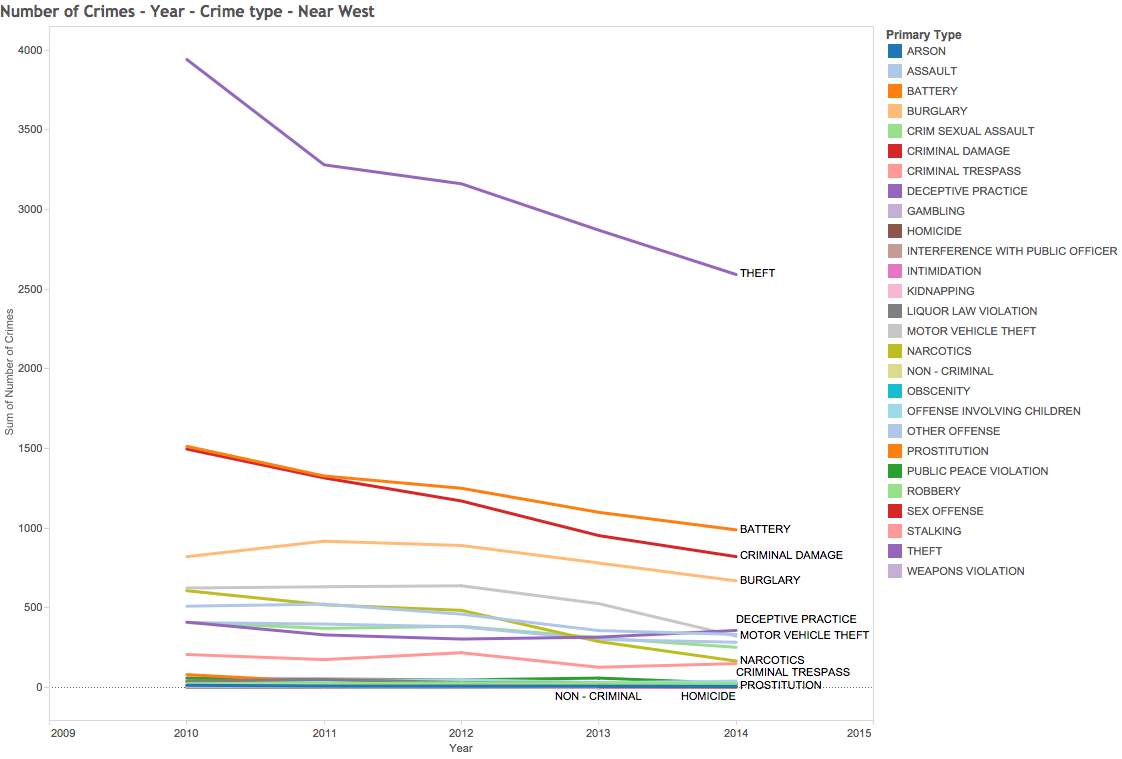 Number of Crimes - Year - Crime type - Near West
Primary Type
ARSON
ASSAULT
BATTERY
BURGLARY
CRIM SEXUAL ASSAULT
CRIMINAL DAMAGE
CRIMINAL TRESPASS
DECEPTIVE PRACTICE
GAMBLING
HOMICIDE
INTERFERENCE WITH PUBLIC OFFICER
INTIMIDATION
KIDNAPPING
LIQUOR LAW VIOLATION
MOTOR VEHICLE THEFT
NARCOTICS
NON - CRIMINAL
OBSCENITY
OFFENSE INVOLVING CHILDREN
OTHER OFFENSE
PROSTITUTION
PUBLIC PEACE VIOLATION
ROBBERY
SEX OFFENSE
STALKING
THEFT
WEAPONS VIOLATION
Sum of Number of Crimes
4000
3500
3000
2500
2000
1500
1000
500
0
THEFT
BATTERY
CRIMINAL DAMAGE
BURGLARY
DECEPTIVE PRACTICE
MOTOR VEHICLE THEFT
NARCOTICS
CRIMINAL TRESPASS
PROSTITUTION
NON - CRIMINAL
HOMICIDE
2009
2010
2011
2012
2013
2014
2015
Year